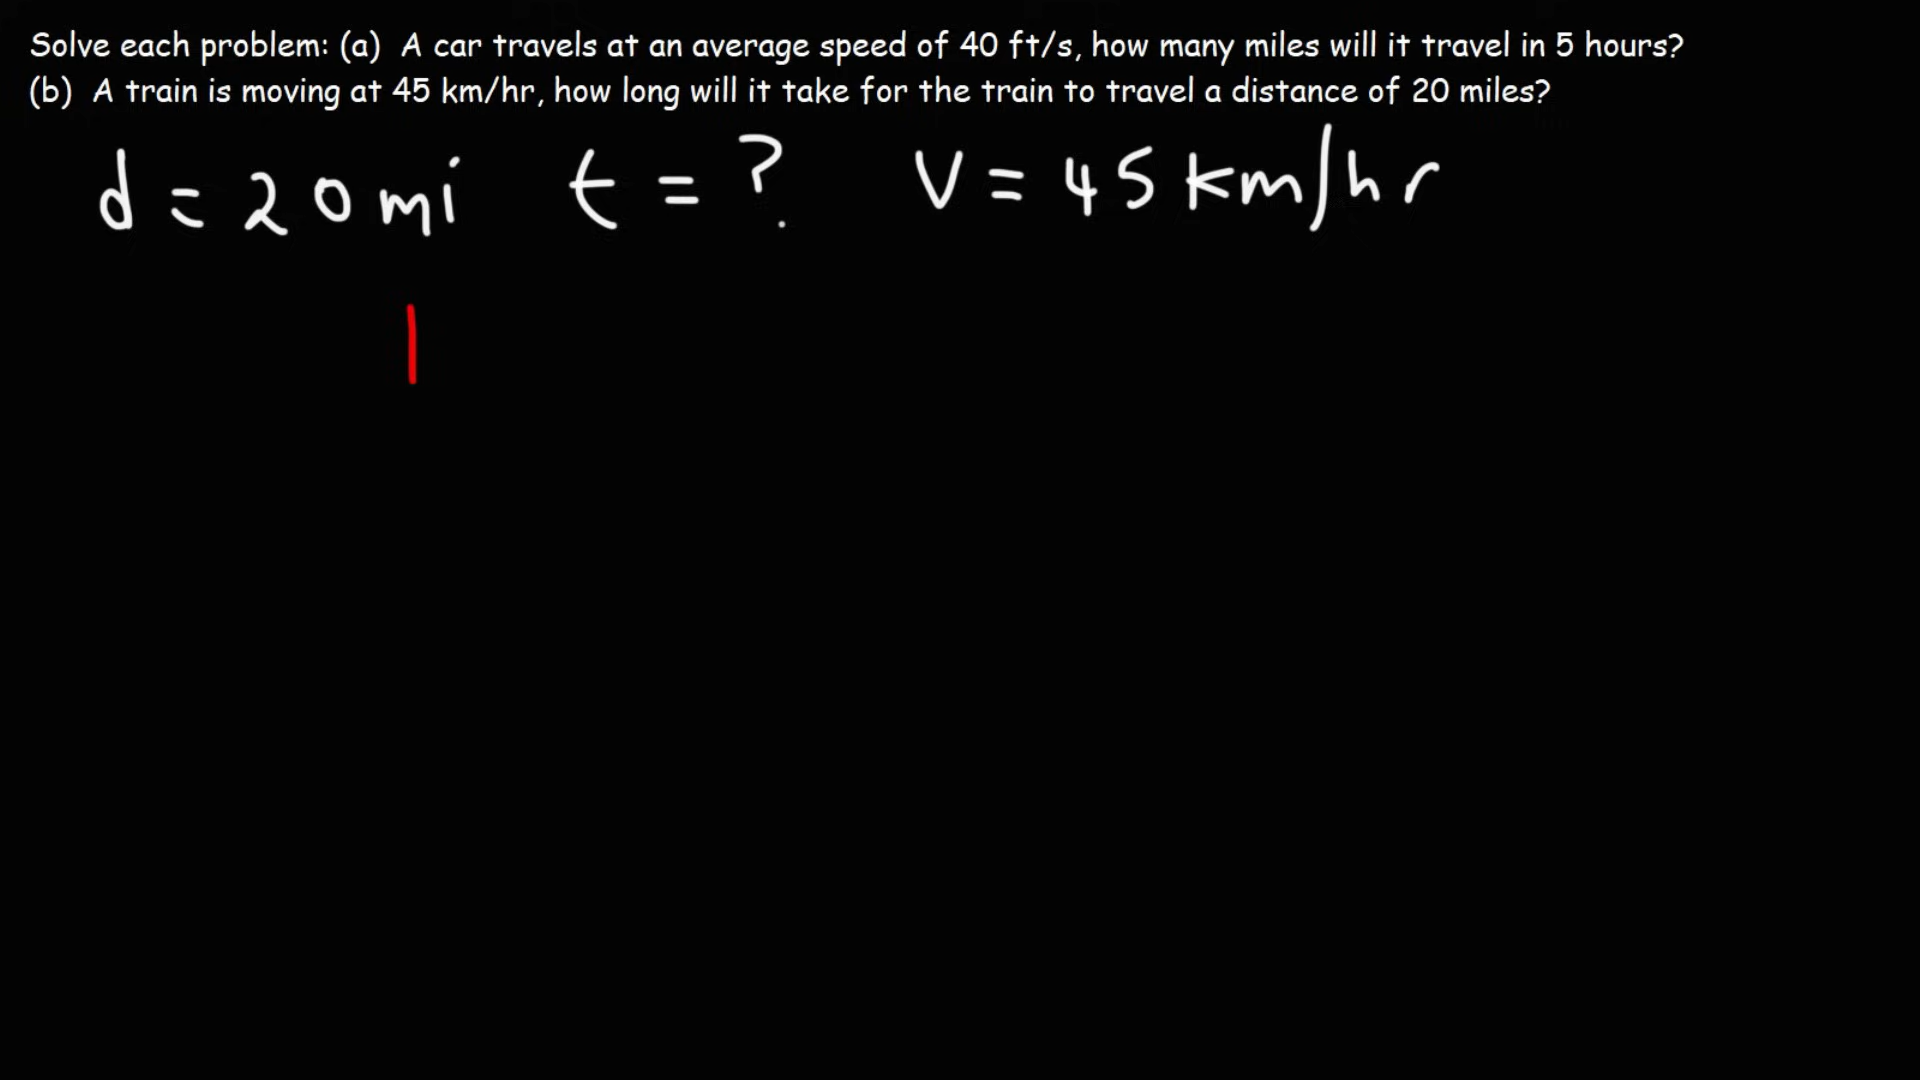 Solve each problem: (a) A car travels at an average speed of 40 ft/s, how many miles will it travel in 5 hours?
(b) A train is moving at 45 km/hr, how long will it take for the train to travel a distance of 20 miles?
d = 20 mi t = ? V = 45 km/hr